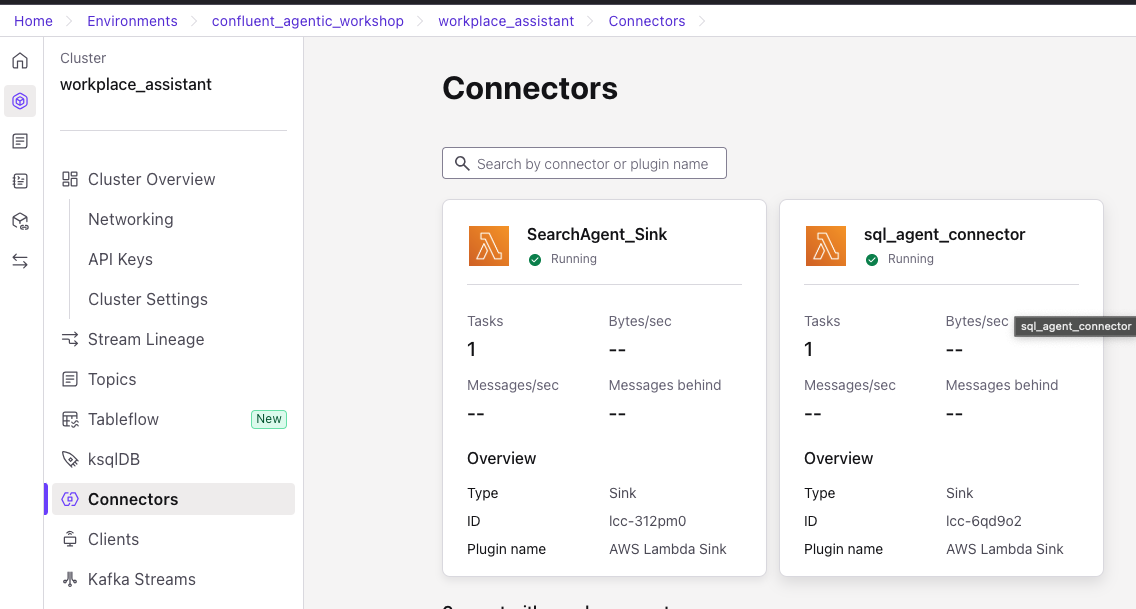 Home Environments confluent_agentic_workshop workplace_assistant Connectors
Cluster
workplace_assistant
Cluster Overview
Networking
API Keys
Cluster Settings
Stream Lineage
Topics
Tableflow New
ksqlDB
Connectors
Clients
Kafka Streams
Connectors
Search by connector or plugin name
SearchAgent_Sink
Running
Tasks Bytes/sec
1 --
Messages/sec Messages behind
-- --
Overview
Type Sink
ID lcc-312pm0
Plugin name AWS Lambda Sink
sql_agent_connector
Running
Tasks Bytes/sec
sql_agent_connector
1 --
Messages/sec Messages behind
-- --
Overview
Type Sink
ID lcc-6qd9o2
Plugin name AWS Lambda Sink